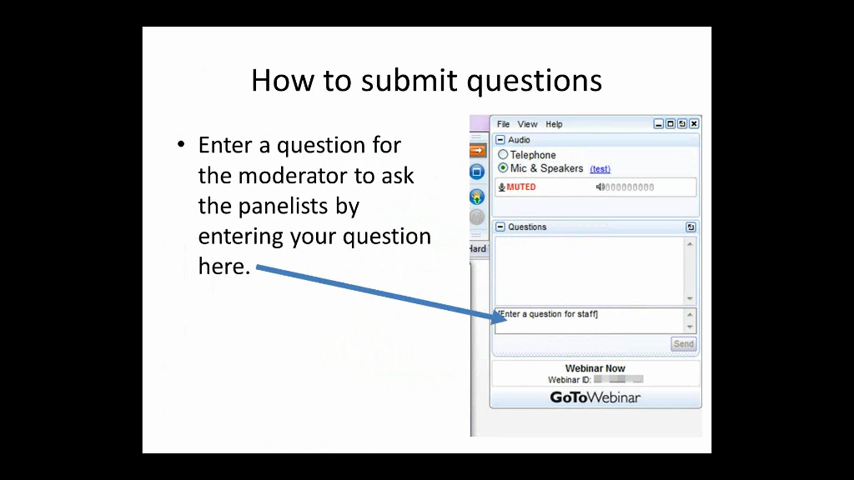 How to submit questions
• Enter a question for
the moderator to ask
the panelists by
entering your question
here.
File View Help
Audio
Telephone
Mic & Speakers (test)
MUTED
Questions
Hard
[Enter a question for staff]
Send
Webinar Now
Webinar ID:
GoToWebinar